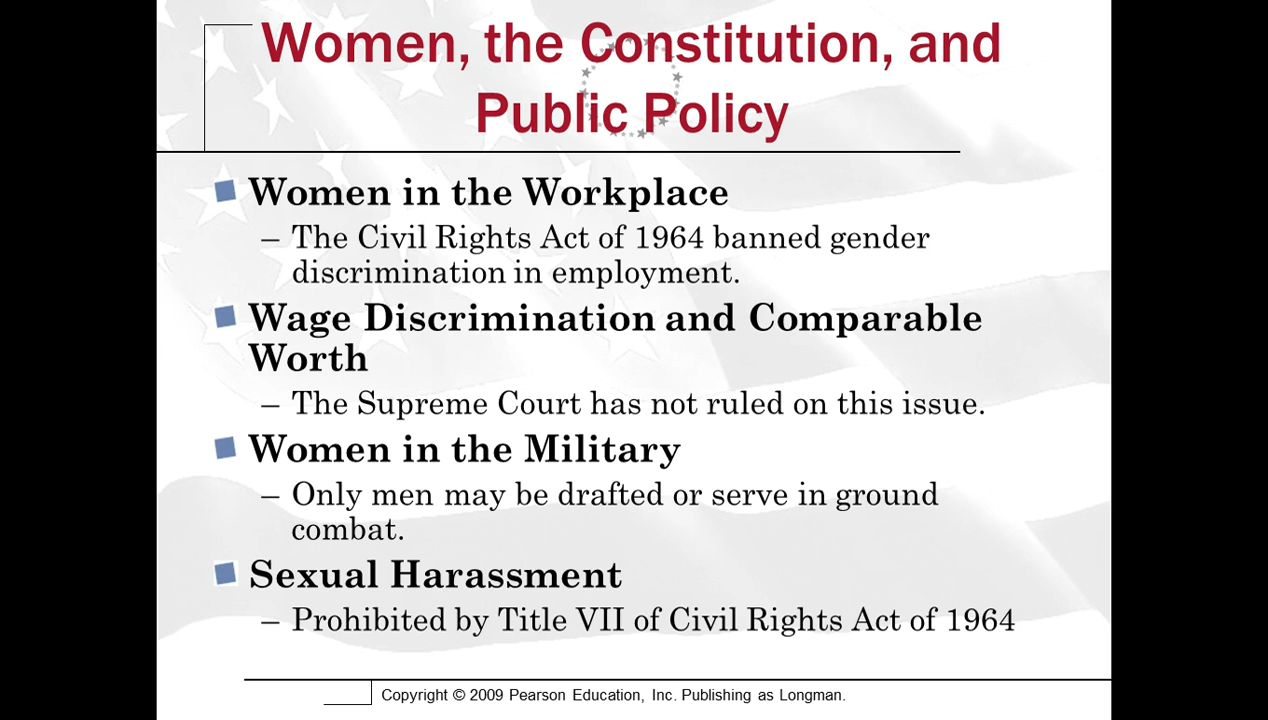 Women, the Constitution, and
Public Policy
Women in the Workplace
– The Civil Rights Act of 1964 banned gender
discrimination in employment.
Wage Discrimination and Comparable
Worth
– The Supreme Court has not ruled on this issue.
Women in the Military
– Only men may be drafted or serve in ground
combat.
Sexual Harassment
– Prohibited by Title VII of Civil Rights Act of 1964
Copyright © 2009 Pearson Education, Inc. Publishing as Longman.